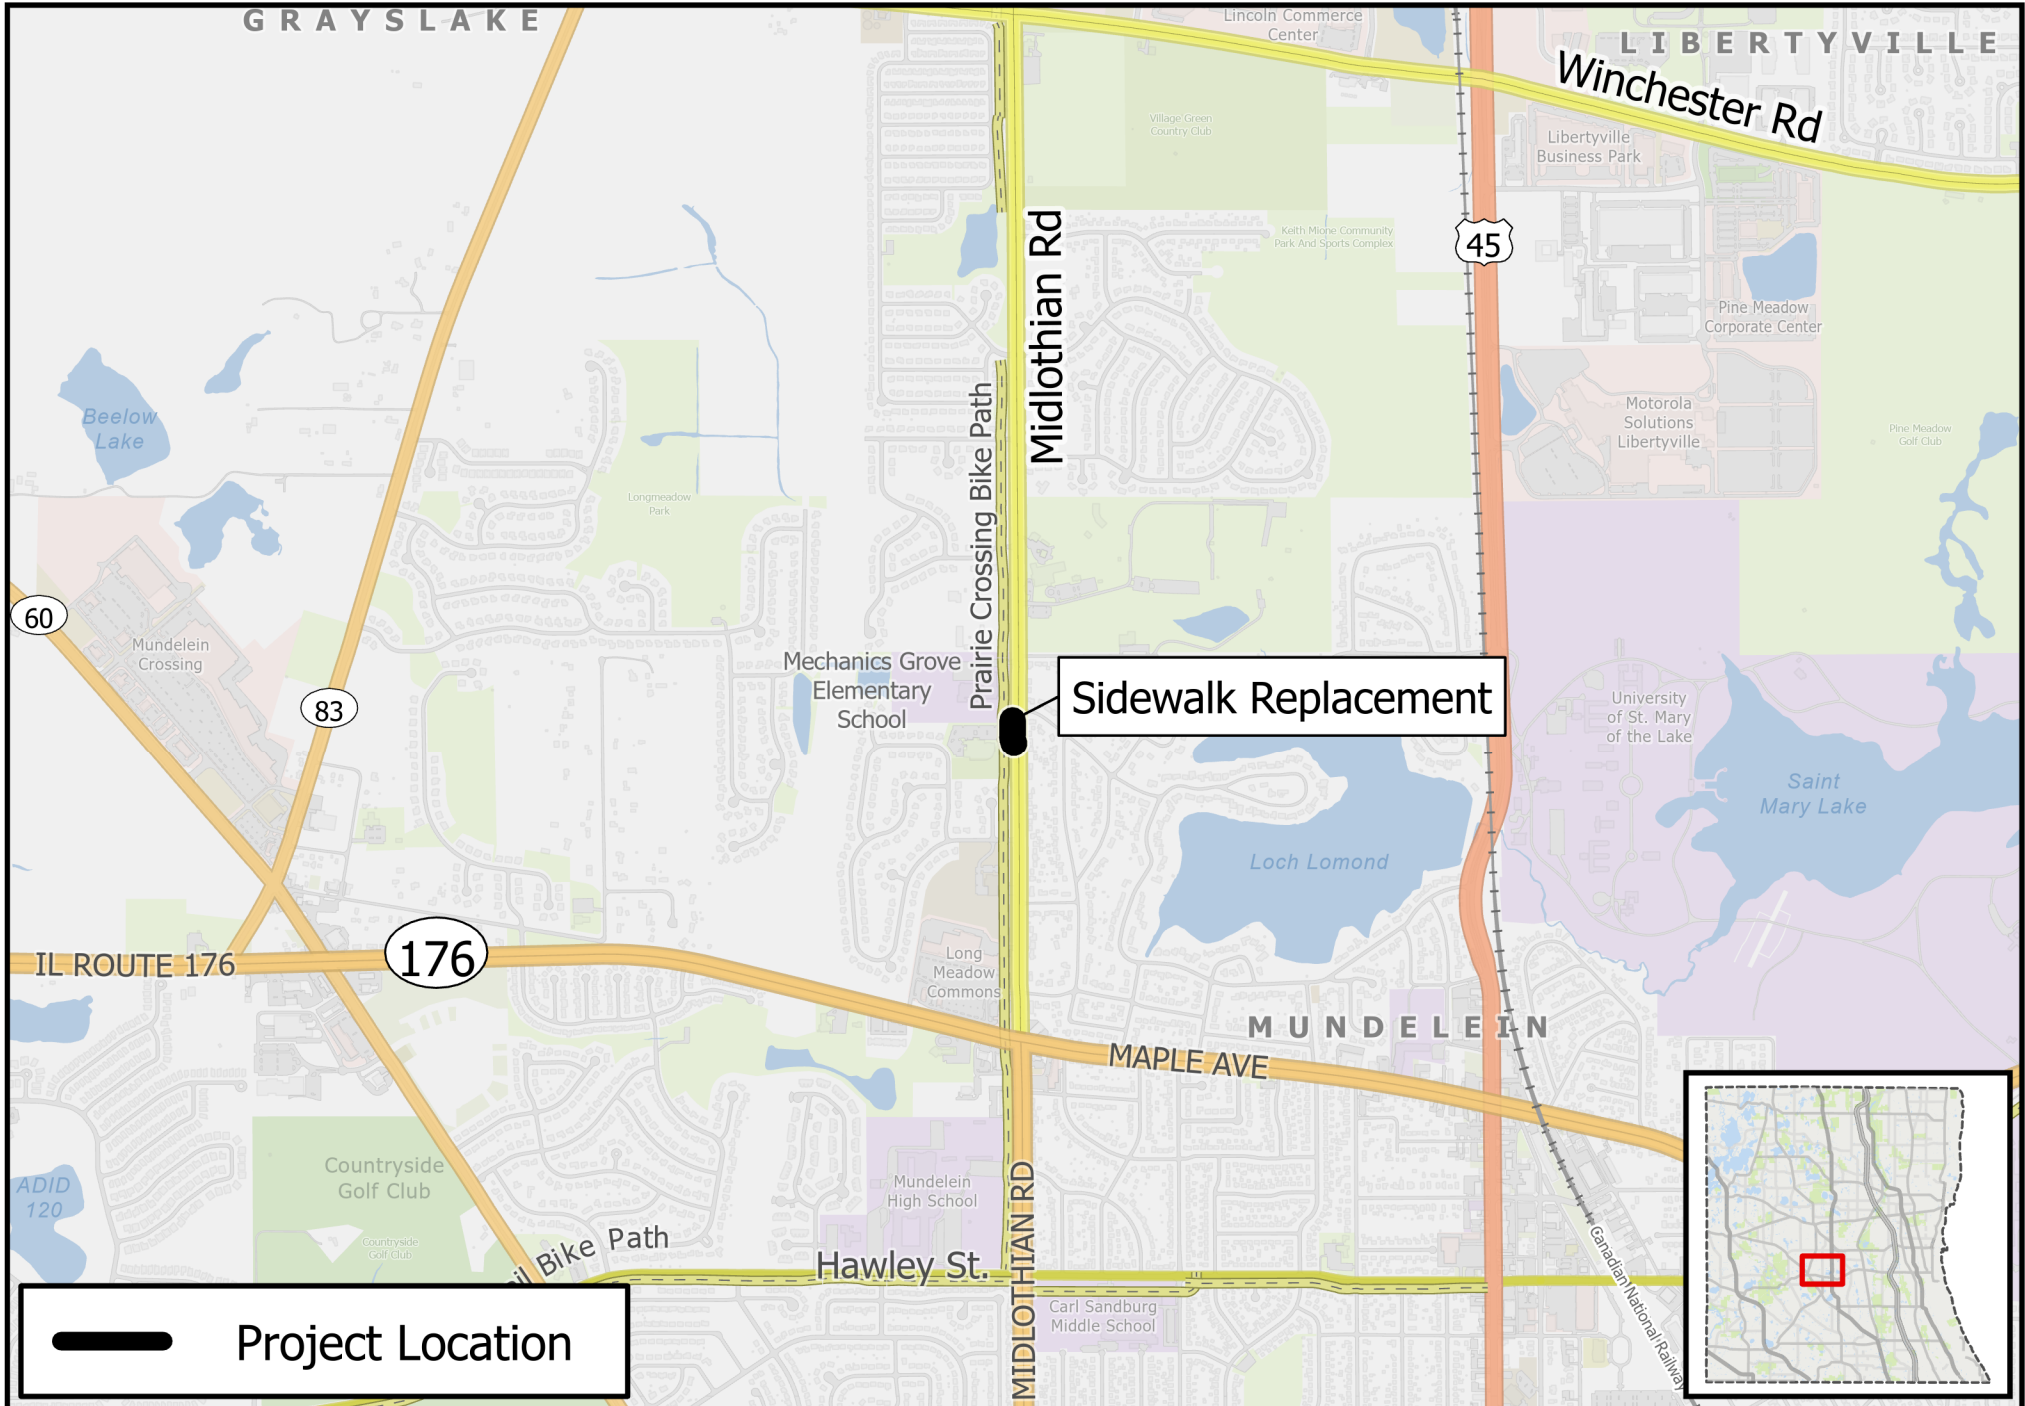 GRAYSLAKE
Lincoln Commerce
Center
LIBERTYVILLE
Winchester Rd
Village Green
Country Club
Libertyville
Business Park
Keith Mione Community
Park And Sports Complex
45
Midlothian Rd
Pine Meadow
Corporate Center
Beelow
Lake
Motorola
Solutions
Libertyville
Pine Meadow
Golf Club
Prairie Crossing Bike Path
Longmeadow
Park
60
Mundelein
Crossing
83
Mechanics Grove
Elementary
School
Sidewalk Replacement
University
of St. Mary
of the Lake
Saint
Mary Lake
Loch Lomond
IL ROUTE 176
176
Long
Meadow
Commons
MUNDELEIN
MAPLE AVE
Countryside
Golf Club
ADID
120
Mundelein
High School
MIDLOTHIAN RD
Countryside
Golf Club
Bike Path
Hawley St.
Canadian National Railway
Carl Sandburg
Middle School
Project Location